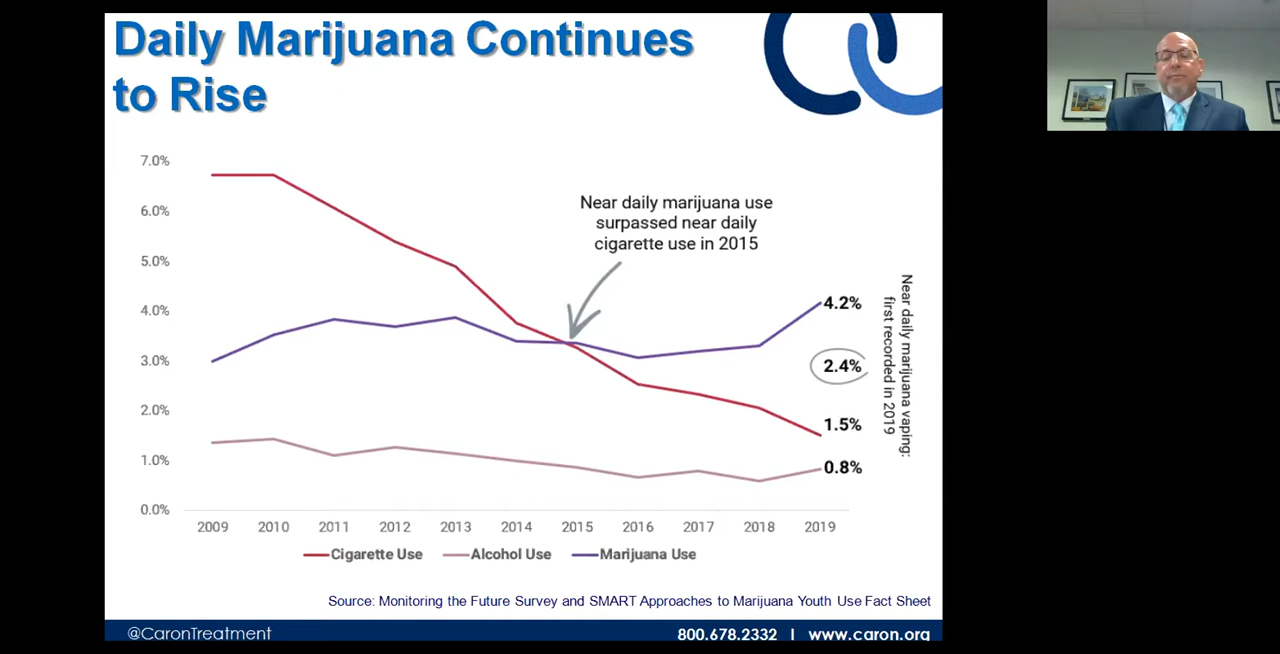 Daily Marijuana Continues
to Rise
7.0%
6.0%
5.0%
4.0%
3.0%
2.0%
1.0%
0.0%
Near daily marijuana use
surpassed near daily
cigarette use in 2015
4.2%
2.4%
1.5%
0.8%
Near daily marijuana vaping:
first recorded in 2019
2009 2010 2011 2012 2013 2014 2015 2016 2017 2018 2019
Cigarette Use Alcohol Use Marijuana Use
Source: Monitoring the Future Survey and SMART Approaches to Marijuana Youth Use Fact Sheet
@CaronTreatment 800.678.2332 | www.caron.org